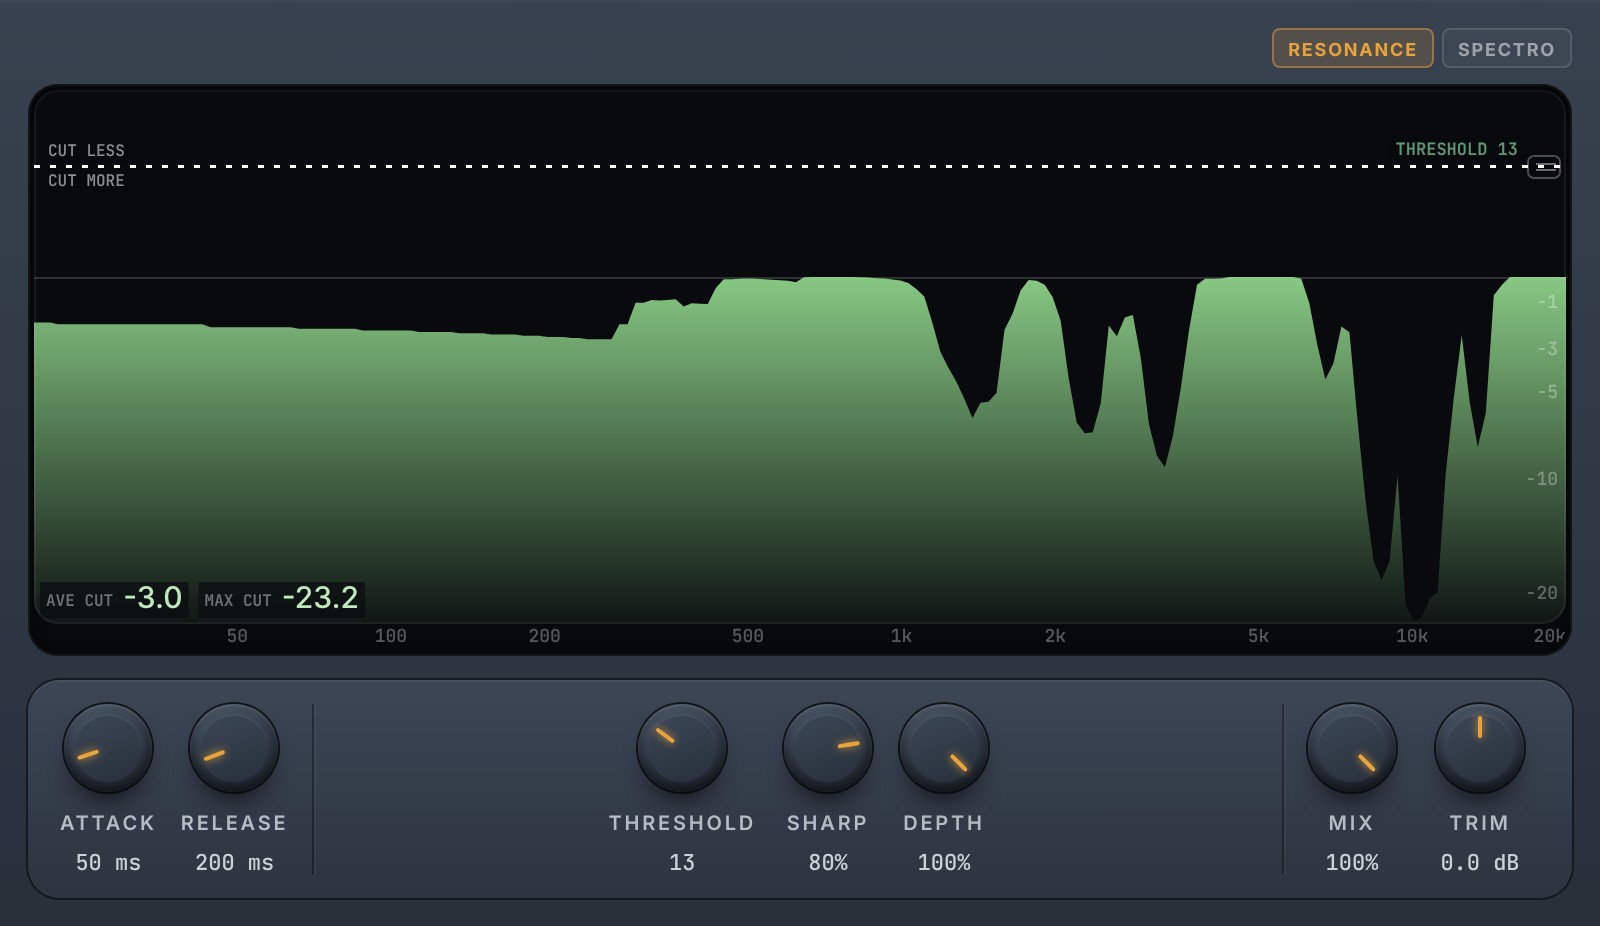 RESONANCE SPECTRO
CUT LESS
THRESHOLD 13
CUT MORE
-1
-3
-5
-10
-20
AVE CUT -3.0 MAX CUT -23.2
50 100 200 500 1k 2k 5k 10k 20k
ATTACK RELEASE THRESHOLD SHARP DEPTH MIX TRIM
50 ms 200 ms 13 80% 100% 100% 0.0 dB